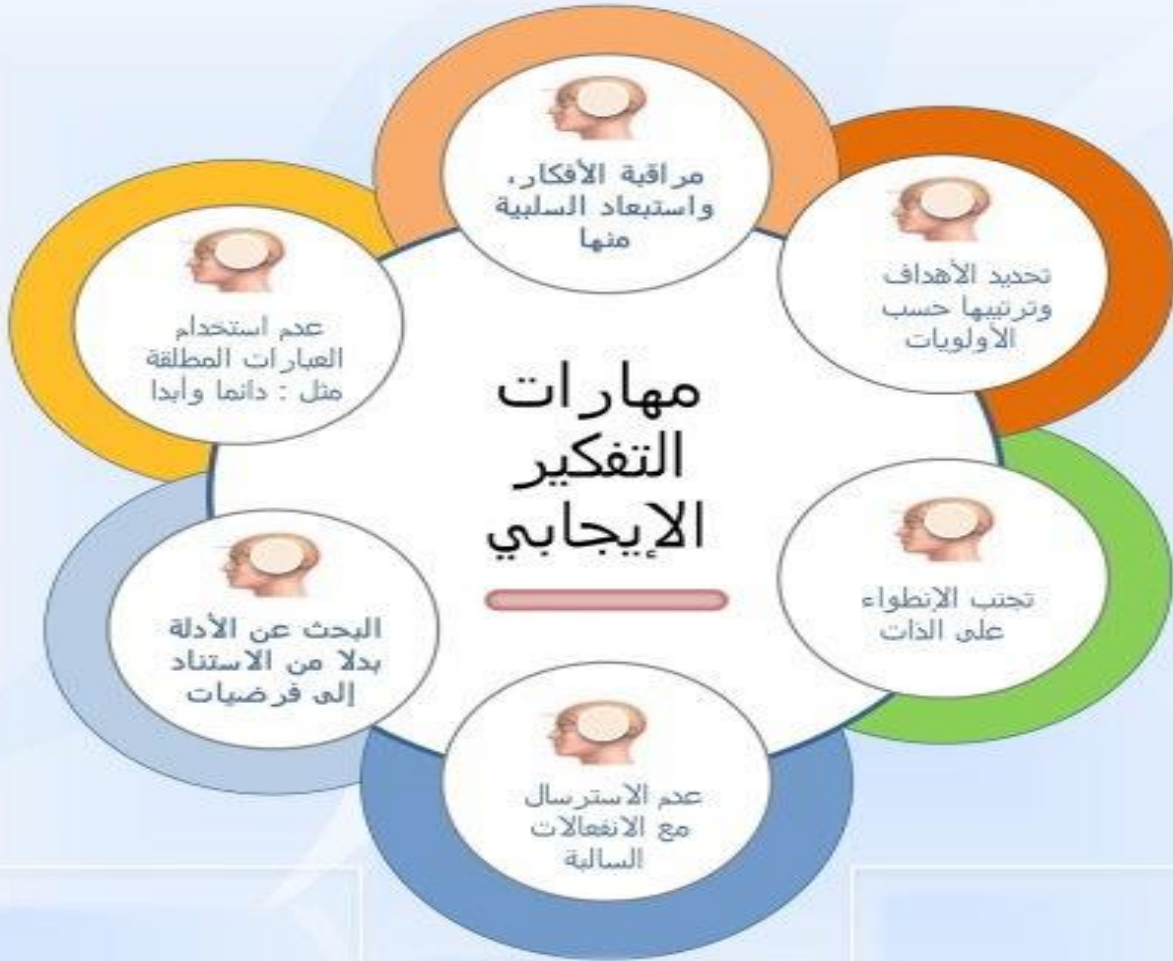 مهارات
التفكير
الإيجابي
مراقبة الأفكار،
واستبعاد السلبية
منها
تحديد الأهداف
وترتيبها حسب
الأولويات
تجنب الإنطواء
على الذات
عدم الاسترسال
مع الانفعالات
السالبة
البحث عن الأدلة
بدلا من الاستناد
إلى فرضيات
عدم استخدام
العبارات المطلقة
مثل : دائما وأبدا